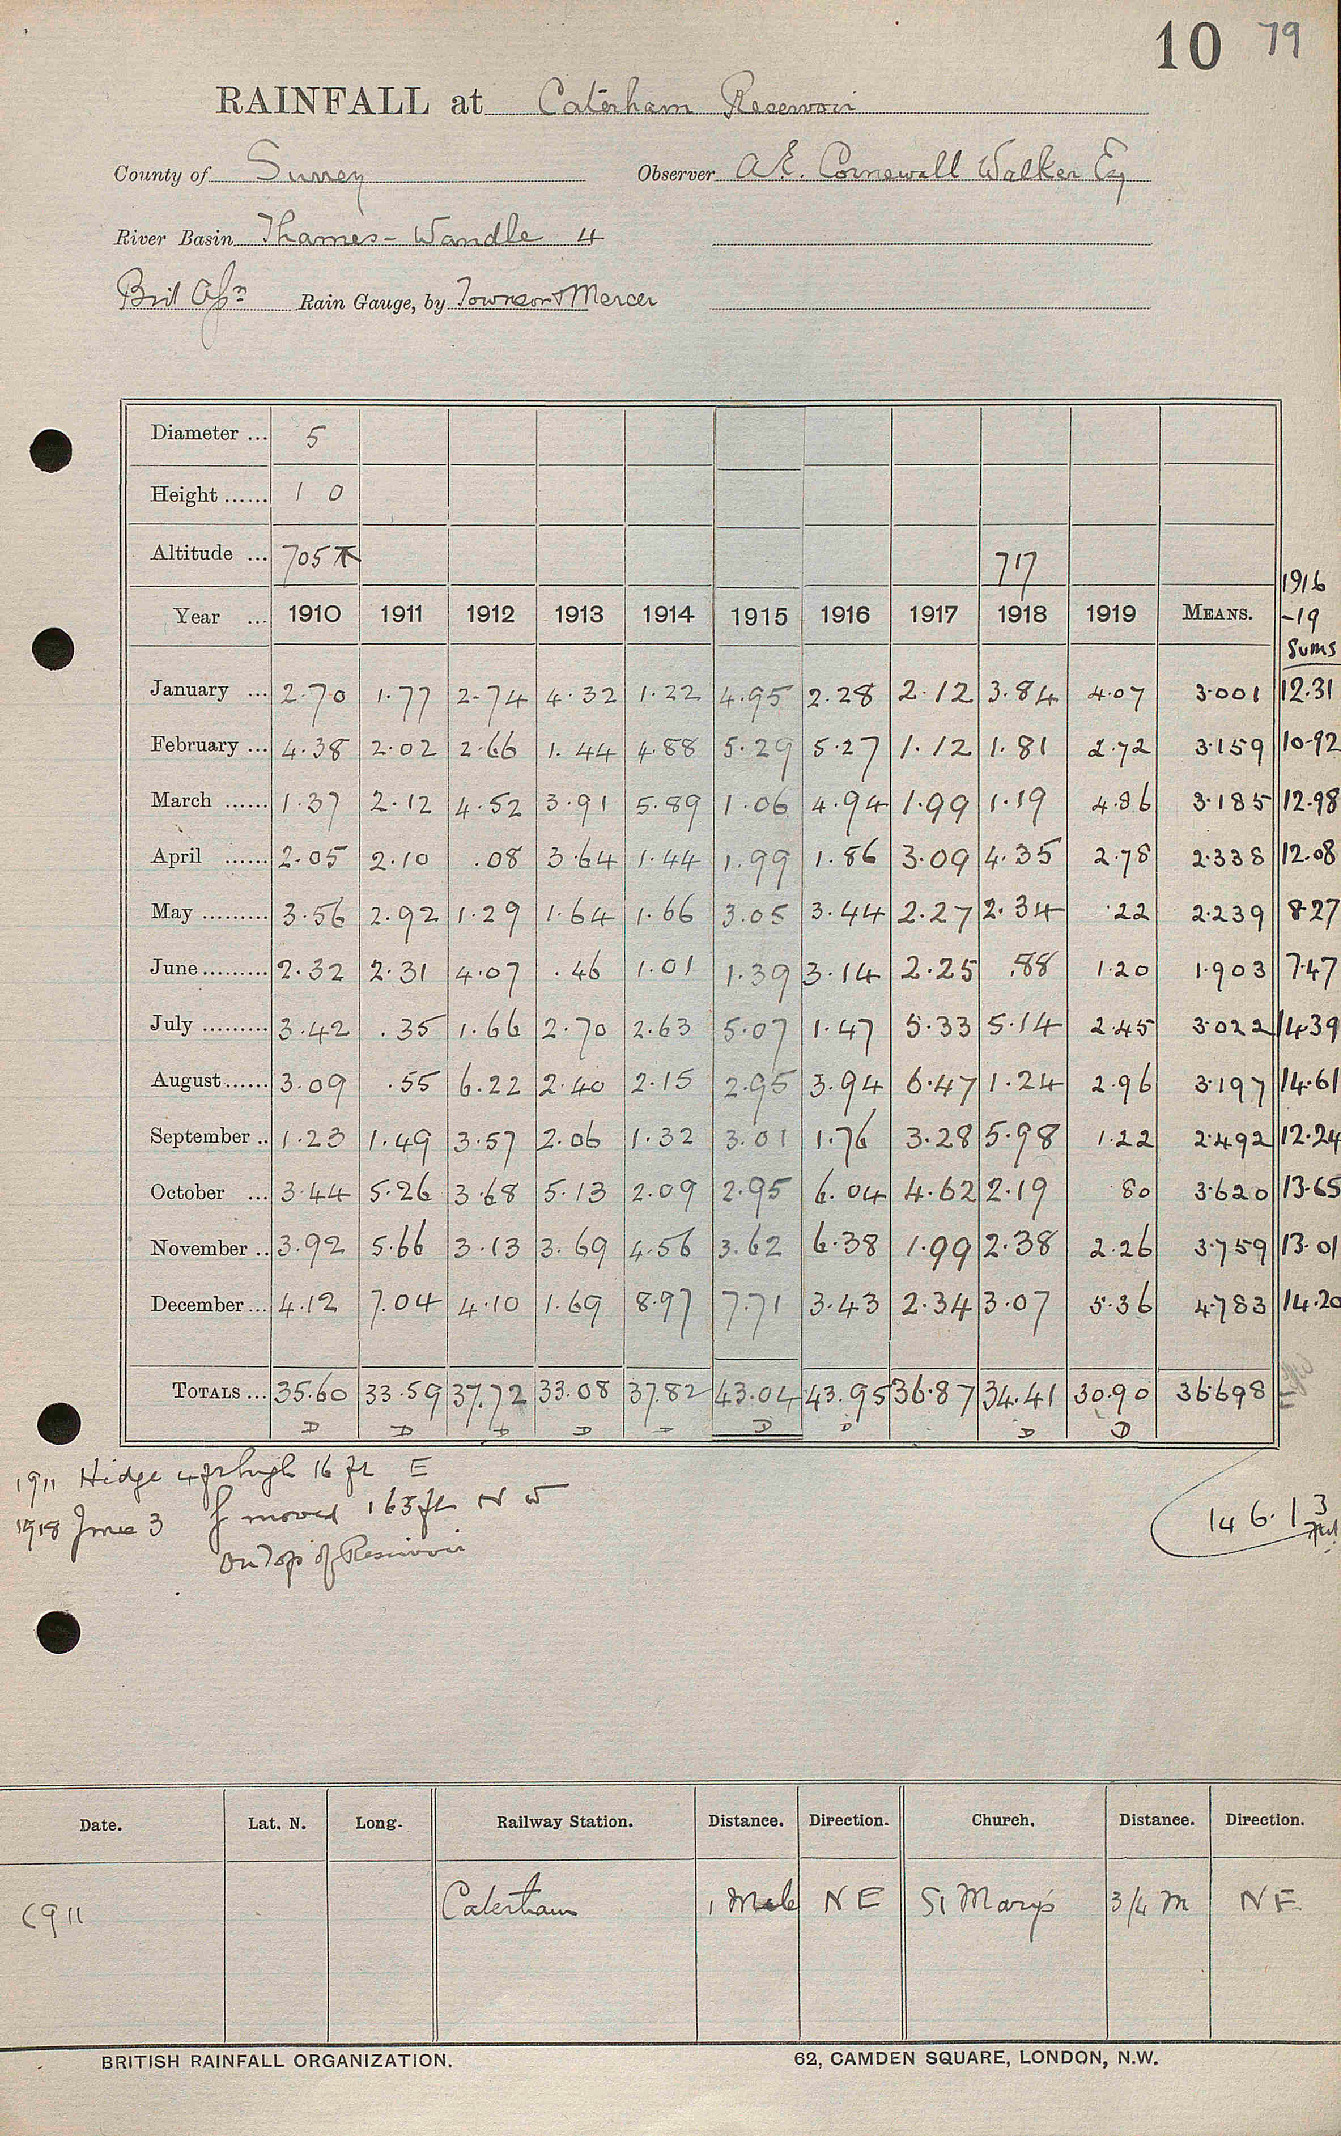 10 79
RAINFALL at Caterham Reservoir
County of Surrey Observer A.E. Cornewall Walker Esq
River Basin Thames - Wandle 4
Rain Gauge, by Townson & Mercer
Diameter ... 5
Height ...... 1 0
Altitude ... 705 717
1916
Year ... 1910 1911 1912 1913 1914 1915 1916 1917 1918 1919 MEANS. -19
Sums
January ... 2.70 1.77 2.74 4.32 1.22 4.95 2.28 2.12 3.84 4.07 3.001 12.31
February ... 4.38 2.02 2.66 1.44 4.88 5.29 5.27 1.12 1.81 2.72 3.159 10.92
March ...... 1.37 2.12 4.52 3.91 5.89 1.06 4.94 1.99 1.19 4.86 3.185 12.98
April ...... 2.05 2.10 .08 3.64 1.44 1.99 1.86 3.09 4.35 2.78 2.338 12.08
May ......... 3.56 2.92 1.29 1.64 1.66 3.05 3.44 2.27 2.34 .22 2.239 8.27
June ......... 2.32 2.31 4.07 .46 1.01 1.39 3.14 2.25 .88 1.20 1.903 7.47
July ......... 3.42 .35 1.66 2.70 2.63 5.07 1.47 5.33 5.14 2.45 3.022 14.39
August ...... 3.09 .55 6.22 2.40 2.15 2.95 3.94 6.47 1.24 2.96 3.197 14.61
September .. 1.23 1.49 3.57 2.06 1.32 3.01 1.76 3.28 5.98 1.22 2.492 12.24
October ... 3.44 5.26 3.68 5.13 2.09 2.95 6.04 4.62 2.19 .80 3.620 13.65
November .. 3.92 5.66 3.13 3.69 4.56 3.62 6.38 1.99 2.38 2.26 3.759 13.01
December ... 4.12 7.04 4.10 1.69 8.97 7.71 3.43 2.34 3.07 5.36 4.783 14.20
TOTALS ... 35.60 33.59 37.72 33.08 37.82 43.04 43.95 36.87 34.41 30.90 36.698
D D D D D D D D
1911 Hedge 4 ft high 16 ft E
1918 June 3 moved 163 ft N W
On Top of Reservoir
146.13
Date. Lat. N. Long. Railway Station. Distance. Direction. Church. Distance. Direction.
1911 Caterham 1 Mile N E St Mary's 3/4 m N E
BRITISH RAINFALL ORGANIZATION. 62, CAMDEN SQUARE, LONDON, N.W.